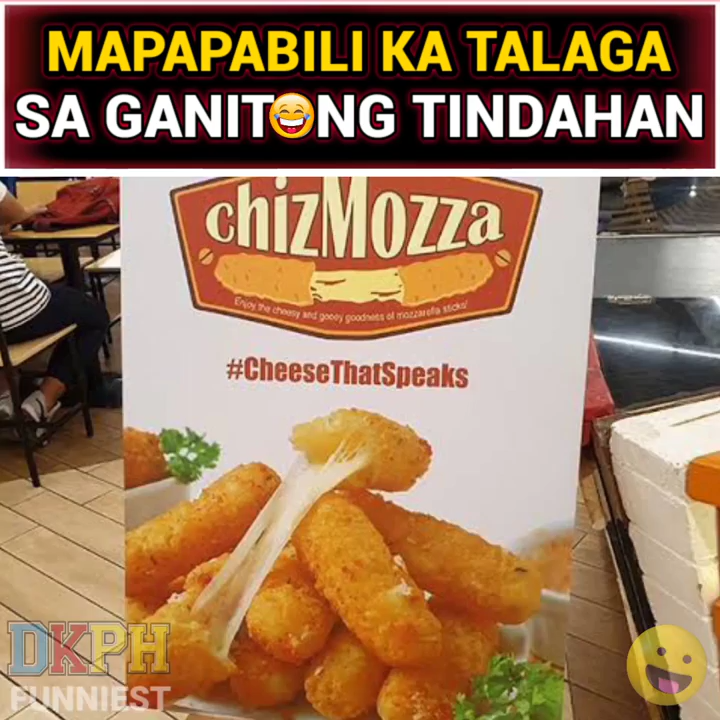 MAPAPABILI KA TALAGA
SA GANIT😂NG TINDAHAN
chizMozza
Enjoy the cheesy and gooey goodness of mozzarella sticks!
#CheeseThatSpeaks
DKPH
FUNNIEST